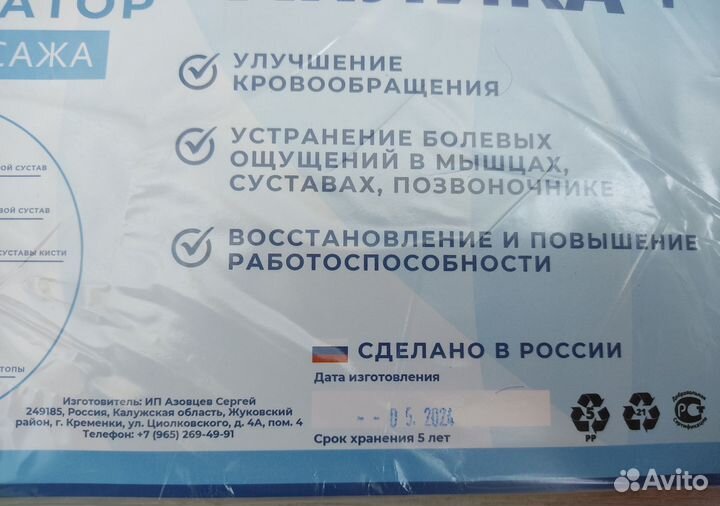 АТОР
САЖА
УЛУЧШЕНИЕ
КРОВООБРАЩЕНИЯ
УСТРАНЕНИЕ БОЛЕВЫХ
ОЩУЩЕНИЙ В МЫШЦАХ,
СУСТАВАХ, ПОЗВОНОЧНИКЕ
ВОССТАНОВЛЕНИЕ И ПОВЫШЕНИЕ
РАБОТОСПОСОБНОСТИ
ВОЙ СУСТАВ
ВОЙ СУСТАВ
СУСТАВЫ КИСТИ
ТОПЫ
СДЕЛАНО В РОССИИ
Дата изготовления
-- 05. 2024
Срок хранения 5 лет
Изготовитель: ИП Азовцев Сергей
249185, Россия, Калужская область, Жуковский
район, г. Кременки, ул. Циолковского, д. 4А, пом. 4
Телефон: +7 (965) 269-49-91
5
PP
21
Добровольная
Сертификация
Avito